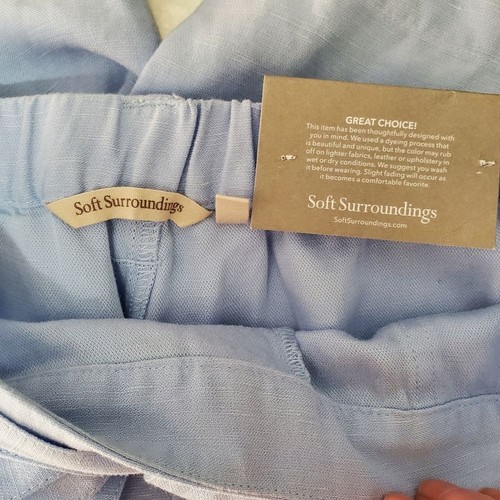 Soft Surroundings
GREAT CHOICE!
This item has been thoughtfully designed with
you in mind. We used a dyeing process that
is beautiful and unique, but the color may rub
off on lighter fabrics, leather or upholstery in
wet or dry conditions. We suggest you wash
it before wearing. Slight fading will occur as
it becomes a comfortable favorite.
Soft Surroundings
SoftSurroundings.com